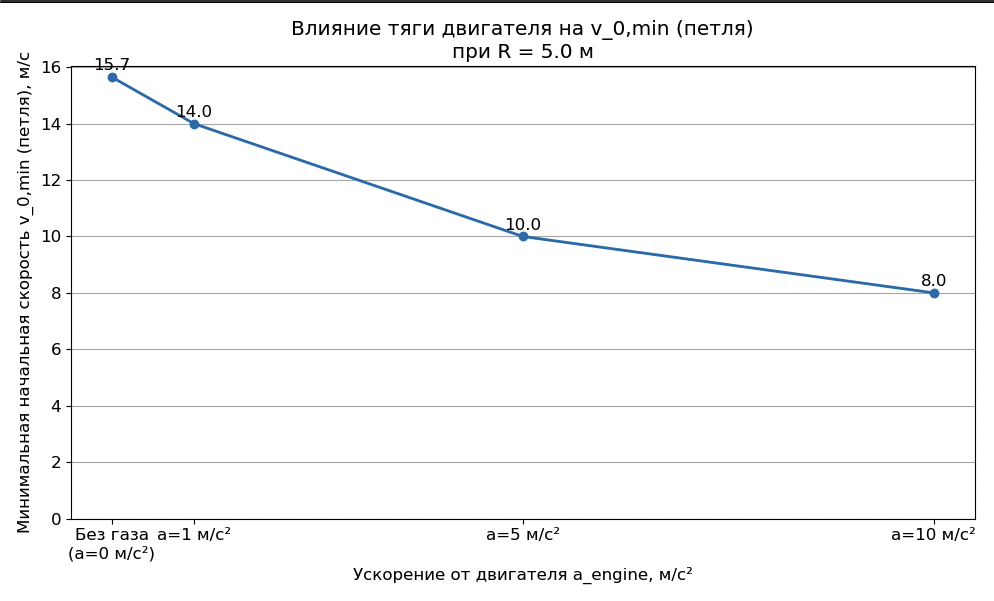 Влияние тяги двигателя на v_0,min (петля)
при R = 5.0 м
Минимальная начальная скорость v_0,min (петля), м/с
16
14
12
10
8
6
4
2
0
15.7
14.0
10.0
8.0
Без газа
(a=0 м/с²)
a=1 м/с²
a=5 м/с²
a=10 м/с²
Ускорение от двигателя a_engine, м/с²